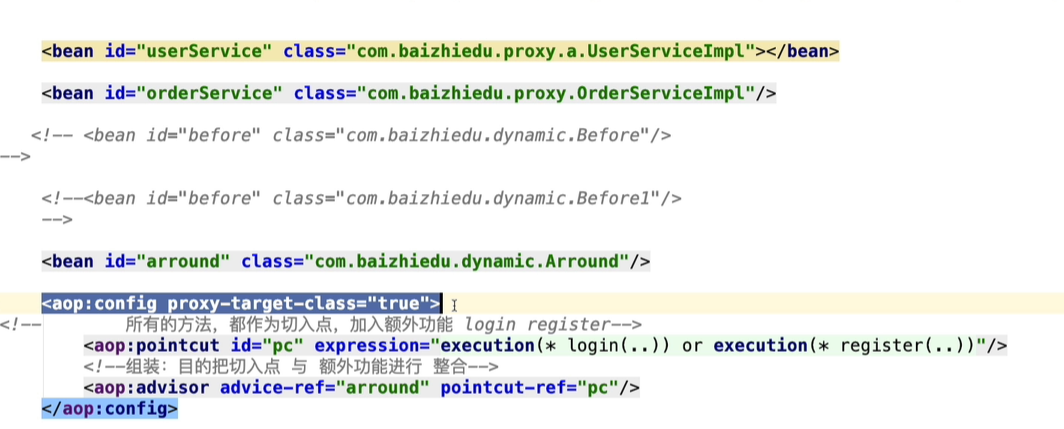 <bean id="userService" class="com.baizhiedu.proxy.a.UserServiceImpl"></bean>
<bean id="orderService" class="com.baizhiedu.proxy.OrderServiceImpl"/>
<!-- <bean id="before" class="com.baizhiedu.dynamic.Before"/>
-->
<!--<bean id="before" class="com.baizhiedu.dynamic.Before1"/>
-->
<bean id="arround" class="com.baizhiedu.dynamic.Arround"/>
<aop:config proxy-target-class="true">
<!-- 所有的方法，都作为切入点，加入额外功能 login register-->
<aop:pointcut id="pc" expression="execution(* login(..)) or execution(* register(..))"/>
<!--组装：目的把切入点 与 额外功能进行 整合-->
<aop:advisor advice-ref="arround" pointcut-ref="pc"/>
</aop:config>